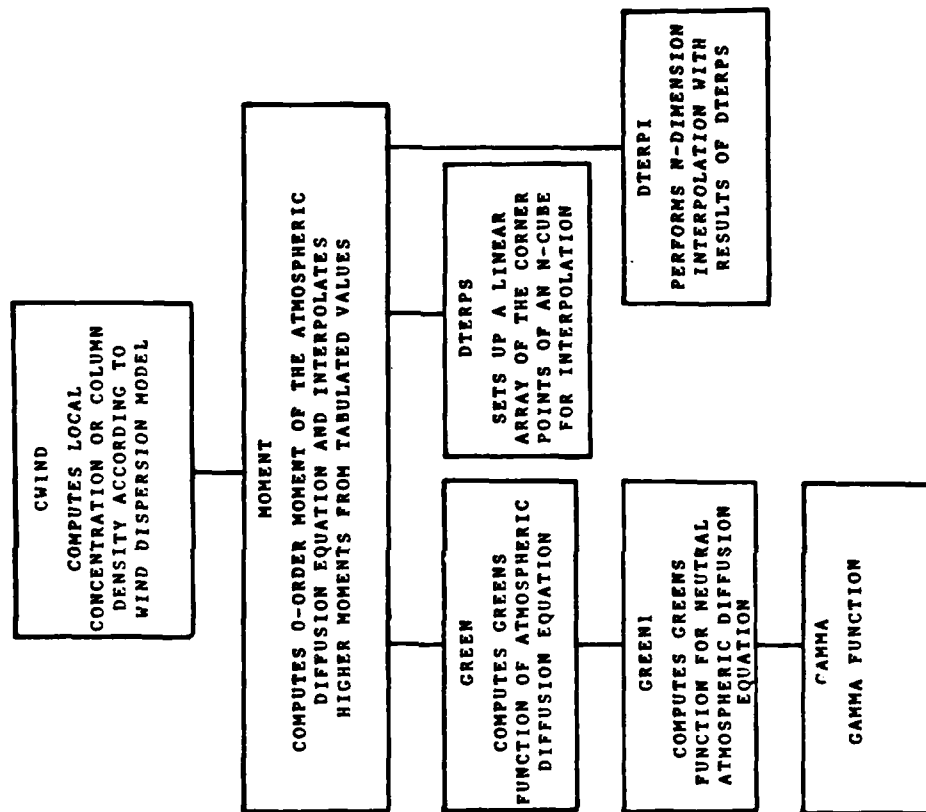 CWIND
COMPUTES LOCAL
CONCENTRATION OR COLUMN
DENSITY ACCORDING TO
WIND DISPERSION MODEL
MOMENT
COMPUTES 0-ORDER MOMENT OF THE ATMOSPHERIC
DIFFUSION EQUATION AND INTERPOLATES
HIGHER MOMENTS FROM TABULATED VALUES
GREEN
COMPUTES GREENS
FUNCTION OF ATMOSPHERIC
DIFFUSION EQUATION
DTERPS
SETS UP A LINEAR
ARRAY OF THE CORNER
POINTS OF AN N-CUBE
FOR INTERPOLATION
GREEN1
COMPUTES GREENS
FUNCTION FOR NEUTRAL
ATMOSPHERIC DIFFUSION
EQUATION
DTERPI
PERFORMS N-DIMENSION
INTERPOLATION WITH
RESULTS OF DTERPS
GAMMA
GAMMA FUNCTION